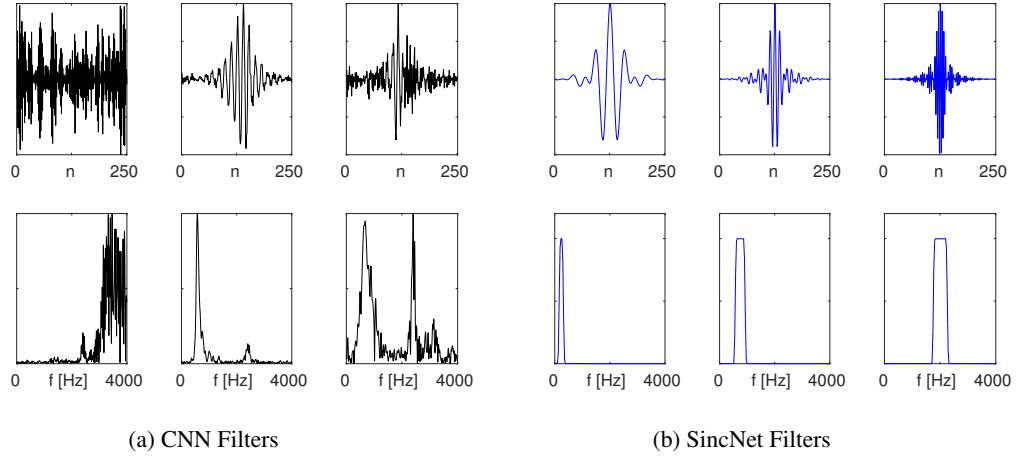 0 n 250 0 n 250 0 n 250 0 n 250 0 n 250 0 n 250
0 f [Hz] 4000 0 f [Hz] 4000 0 f [Hz] 4000 0 f [Hz] 4000 0 f [Hz] 4000 0 f [Hz] 4000
(a) CNN Filters (b) SincNet Filters